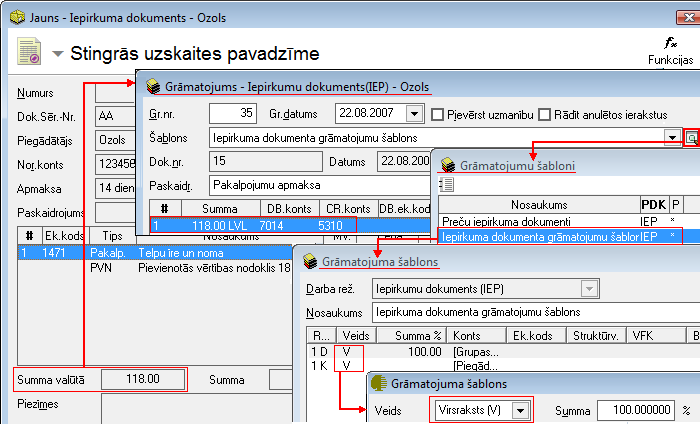 Jauns - Iepirkuma dokuments - Ozols
Stingrās uzskaites pavadzīme
Funkcijas
Numurs
Dok.Sēr.-Nr. AA
Piegādātājs Ozols
Nor.konts 123458
Apmaksa 14 dien
Paskaidrojums
# Ek.kods Tips Nosaukums
1 1471 Pakalp. Telpu īre un noma
PVN Pievienotās vērtības nodoklis 18
Summa valūtā 118.00 Summa
Piezīmes
Grāmatojums - Iepirkumu dokuments(IEP) - Ozols
Gr.nr. 35 Gr.datums 22.08.2007 Pievērst uzmanību Rādīt anulētos ierakstus
Šablons Iepirkuma dokumenta grāmatojumu šablons
Dok.nr. 15 Datums 22.08.200
Paskaidr. Pakalpojumu apmaksa
# Summa DB.konts CR.konts DB.ek.kod
1 118.00 LVL 7014 5310
Grāmatojumu šabloni
Nosaukums PDK P
Preču iepirkuma dokumenti IEP *
Iepirkuma dokumenta grāmatojumu šablor IEP *
Grāmatojuma šablons
Darba rež. Iepirkumu dokuments (IEP)
Nosaukums Iepirkuma dokumenta grāmatojumu šablons
R... Veids Summa % Konts Ek.kods Struktūrv. VFK B
1 D V 100.00 [Grupas...
1 K V [Piegād...
Grāmatojuma šablons
Veids Virsraksts (V) Summa 100.000000 %